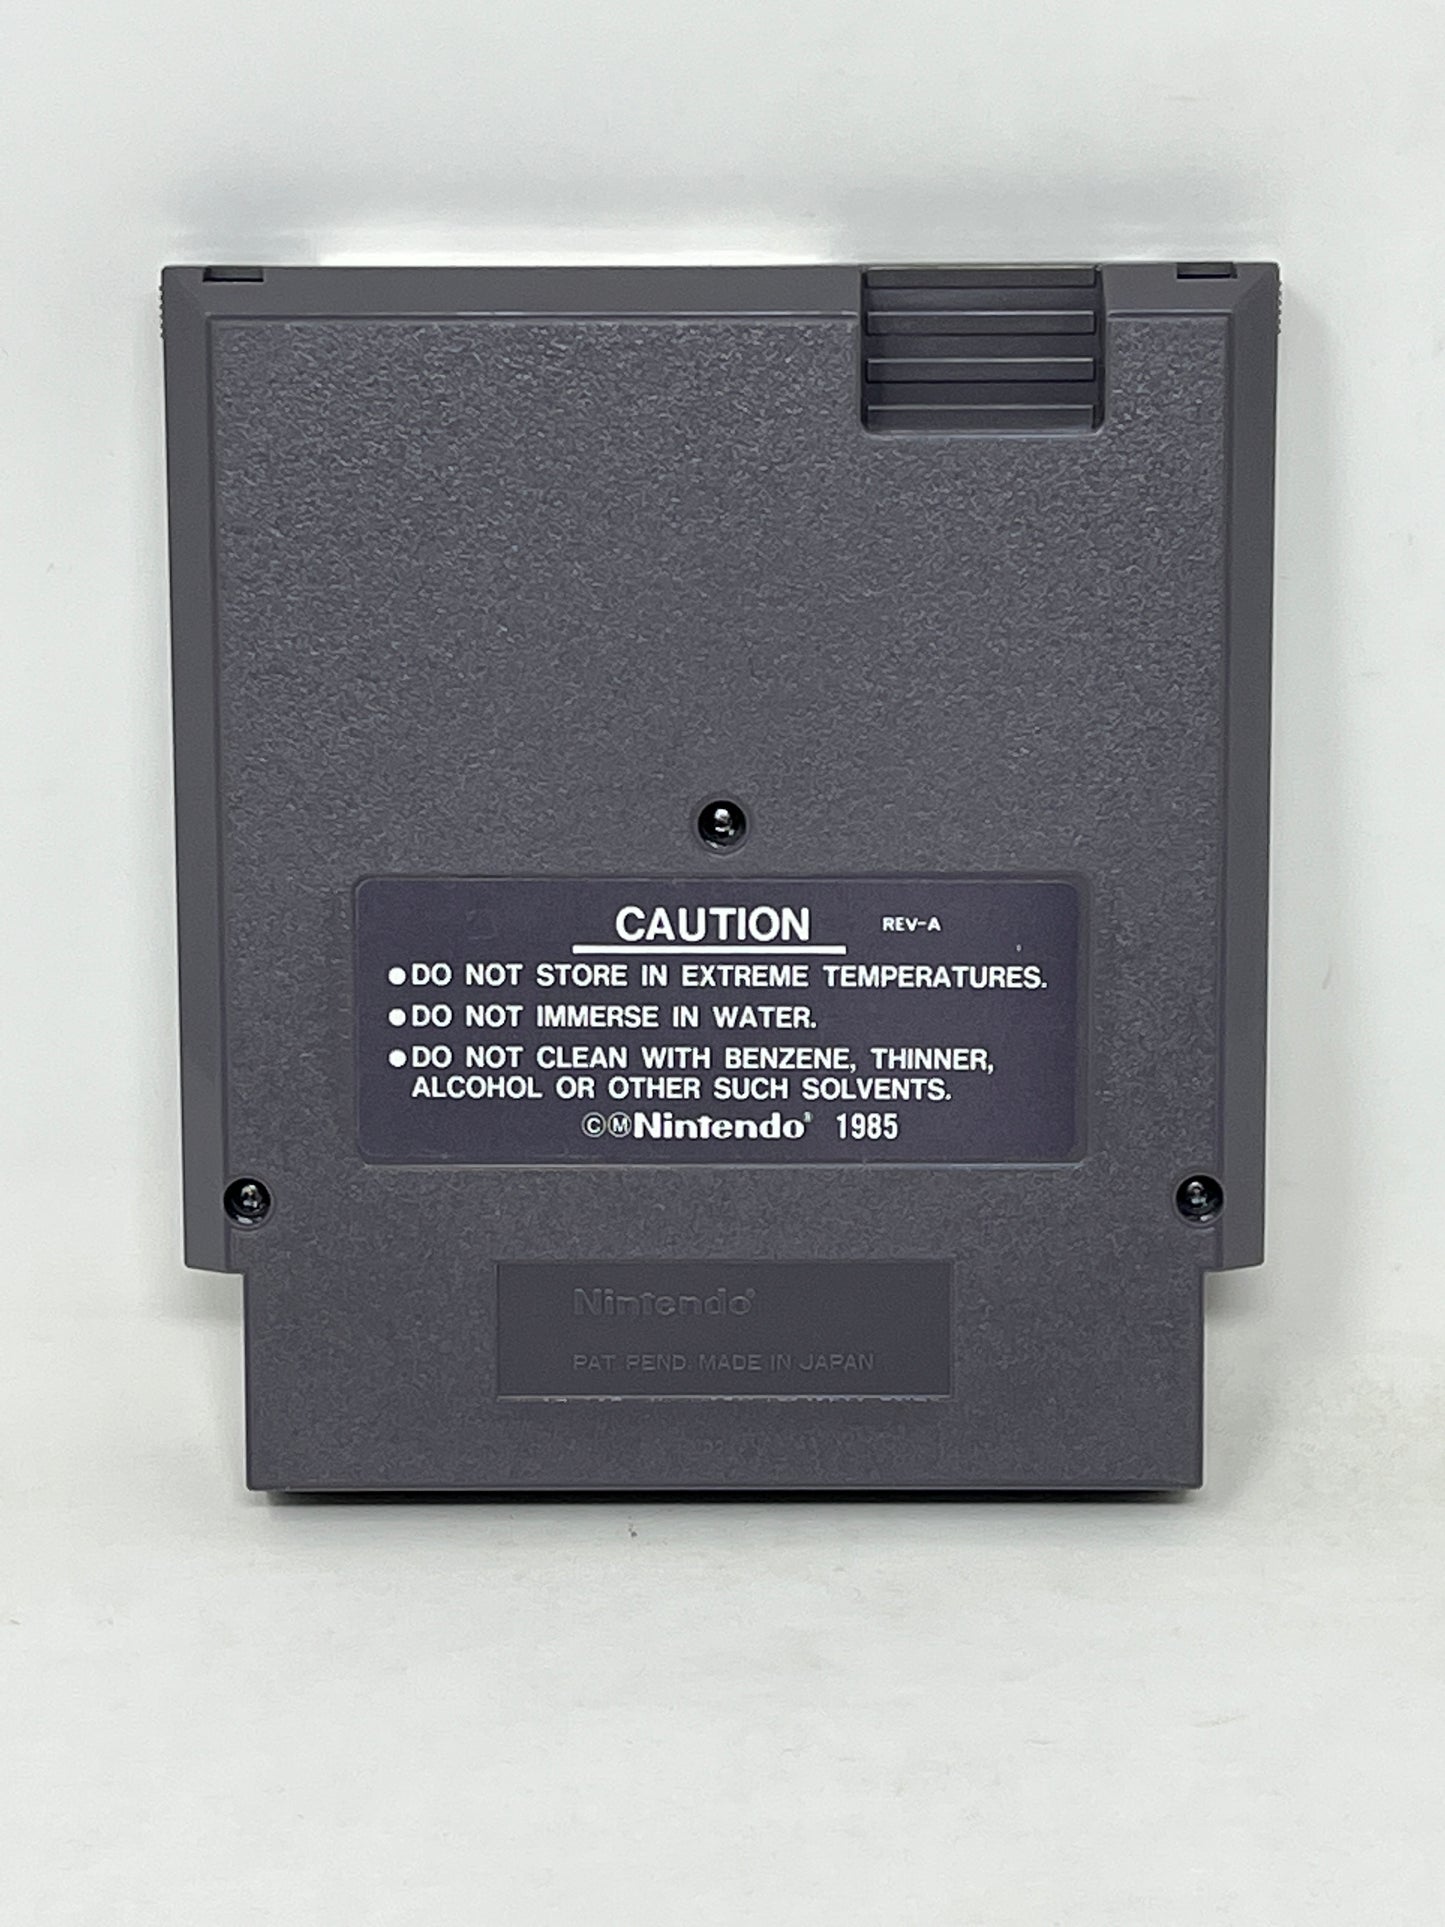 CAUTION REV-A
●DO NOT STORE IN EXTREME TEMPERATURES.
●DO NOT IMMERSE IN WATER.
●DO NOT CLEAN WITH BENZENE, THINNER,
ALCOHOL OR OTHER SUCH SOLVENTS.
©ⓂNintendo® 1985
Nintendo®
PAT. PEND. MADE IN JAPAN